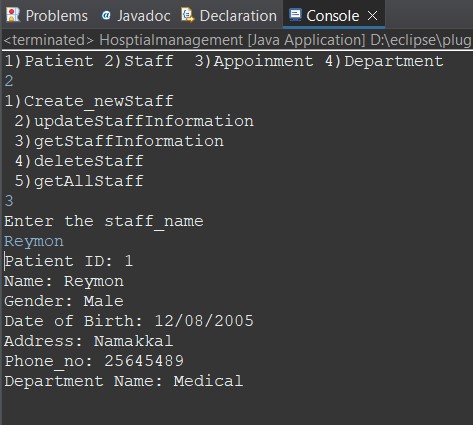 Problems Javadoc Declaration Console
<terminated> Hosptialmanagement [Java Application] D:\eclipse\plug
1)Patient 2)Staff  3)Appoinment 4)Department
2
1)Create_newStaff
 2)updateStaffInformation
 3)getStaffInformation
 4)deleteStaff
 5)getAllStaff
3
Enter the staff_name
Reymon
Patient ID: 1
Name: Reymon
Gender: Male
Date of Birth: 12/08/2005
Address: Namakkal
Phone_no: 25645489
Department Name: Medical